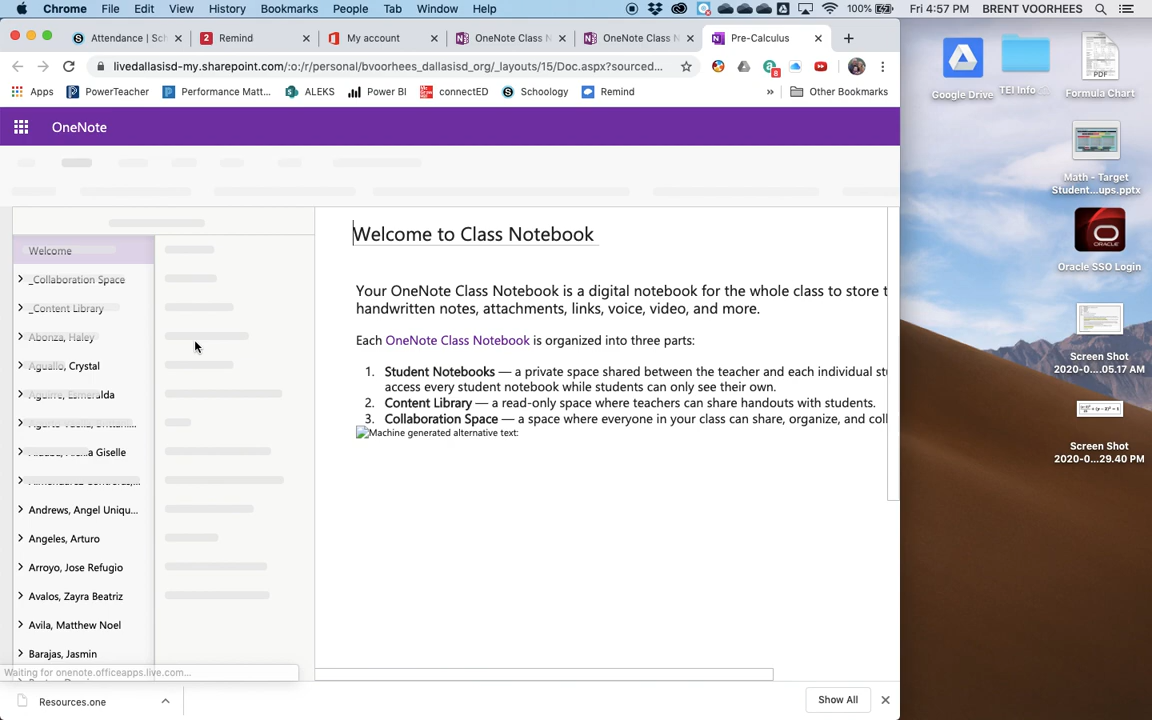 Chrome File Edit View History Bookmarks People Tab Window Help 100% Fri 4:57 PM BRENT VOORHEES
Attendance | Sch Remind My account OneNote Class N OneNote Class N Pre-Calculus
livedallasisd-my.sharepoint.com/:o:/r/personal/bvoorhees_dallasisd_org/_layouts/15/Doc.aspx?sourced...
Apps PowerTeacher Performance Matt... ALEKS Power BI connectED Schoology Remind » Other Bookmarks
OneNote
Welcome
_Collaboration Space
_Content Library
Abonza, Haley
Aguallo, Crystal
Aguirre, Esmeralda
Andrews, Angel Uniqu...
Angeles, Arturo
Arroyo, Jose Refugio
Avalos, Zayra Beatriz
Avila, Matthew Noel
Barajas, Jasmin
Welcome to Class Notebook
Your OneNote Class Notebook is a digital notebook for the whole class to store t
handwritten notes, attachments, links, voice, video, and more.
Each OneNote Class Notebook is organized into three parts:
1. Student Notebooks — a private space shared between the teacher and each individual stu
access every student notebook while students can only see their own.
2. Content Library — a read-only space where teachers can share handouts with students.
3. Collaboration Space — a space where everyone in your class can share, organize, and coll
Machine generated alternative text:
Waiting for onenote.officeapps.live.com...
Resources.one
Show All
Google Drive
TEI Info
PDF
Formula Chart
Math - Target
Student...ups.pptx
ORACLE
Oracle SSO Login
Screen Shot
2020-0....05.17 AM
Screen Shot
2020-0...29.40 PM